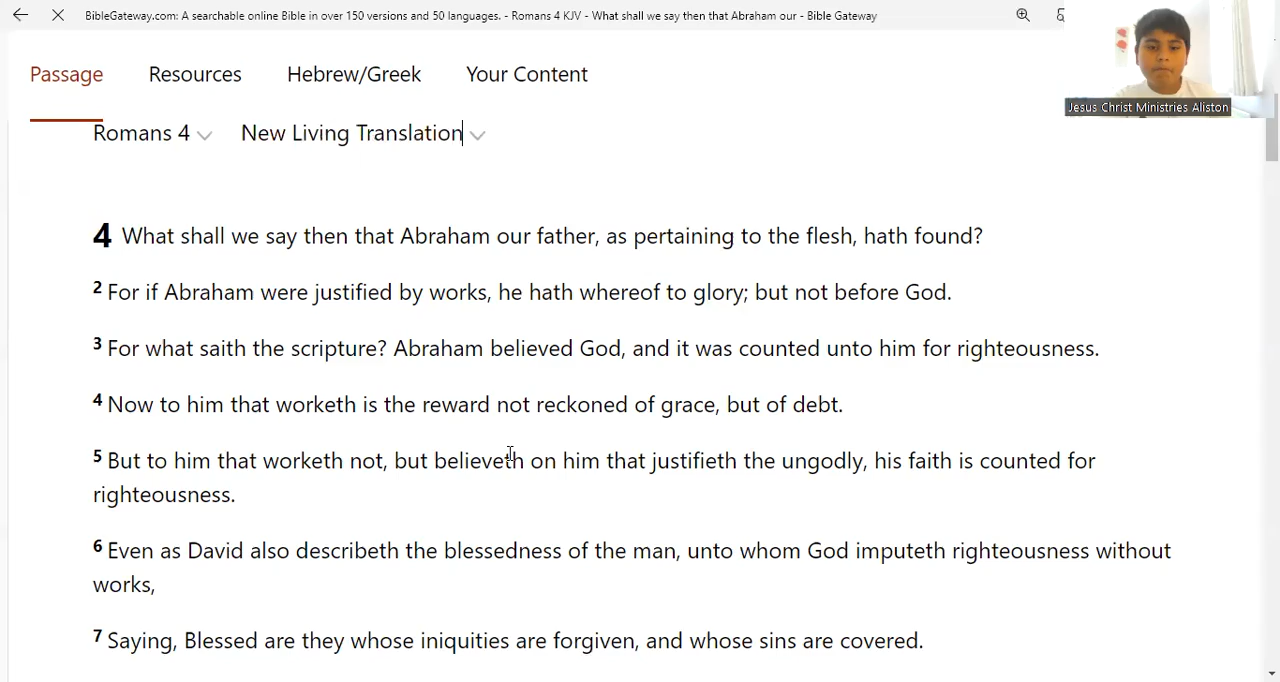 BibleGateway.com: A searchable online Bible in over 150 versions and 50 languages. - Romans 4 KJV - What shall we say then that Abraham our - Bible Gateway
Passage Resources Hebrew/Greek Your Content
Jesus Christ Ministries Aliston
Romans 4 New Living Translation
4 What shall we say then that Abraham our father, as pertaining to the flesh, hath found?
2 For if Abraham were justified by works, he hath whereof to glory; but not before God.
3 For what saith the scripture? Abraham believed God, and it was counted unto him for righteousness.
4 Now to him that worketh is the reward not reckoned of grace, but of debt.
5 But to him that worketh not, but believeth on him that justifieth the ungodly, his faith is counted for
righteousness.
6 Even as David also describeth the blessedness of the man, unto whom God imputeth righteousness without
works,
7 Saying, Blessed are they whose iniquities are forgiven, and whose sins are covered.